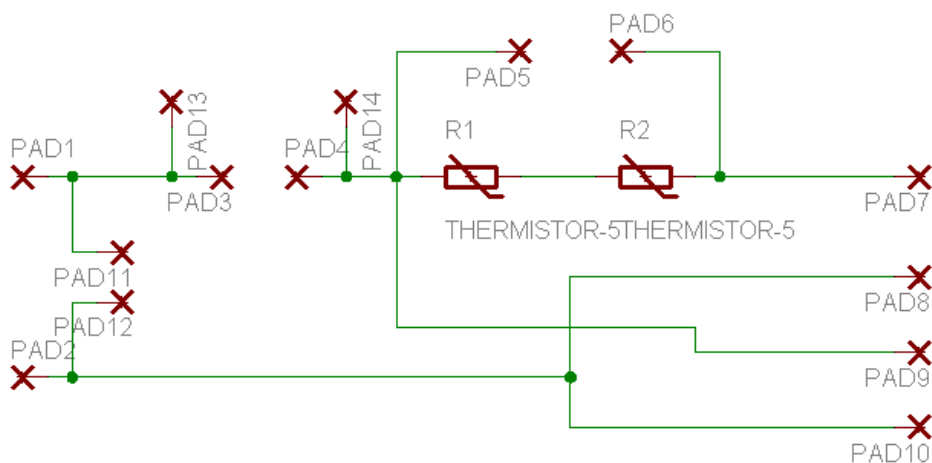 PAD6
PAD5
PAD13
PAD14
R1
R2
PAD1
PAD4
PAD3
PAD7
THERMISTOR-5THERMISTOR-5
PAD11
PAD8
PAD12
PAD2
PAD9
PAD10